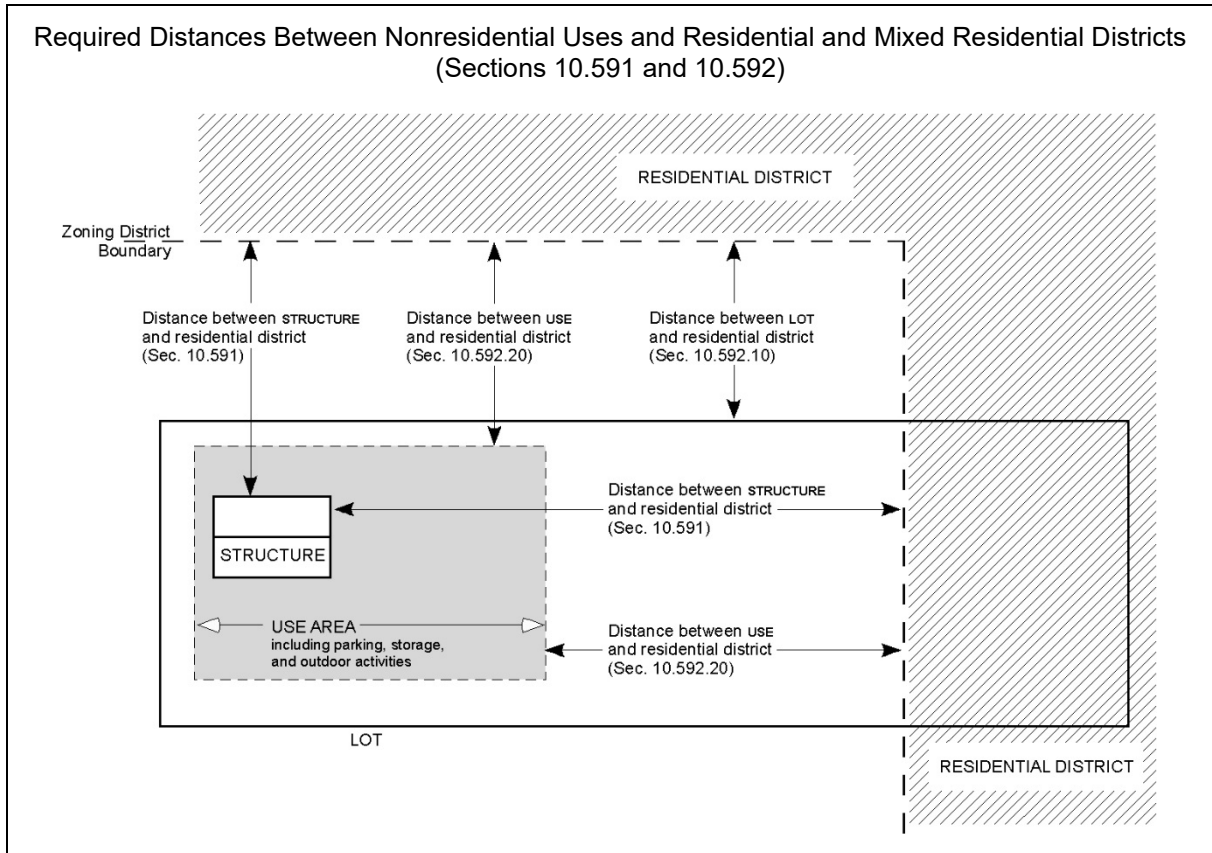 Required Distances Between Nonresidential Uses and Residential and Mixed Residential Districts
(Sections 10.591 and 10.592)
RESIDENTIAL DISTRICT
Zoning District
Boundary
Distance between STRUCTURE
and residential district
(Sec. 10.591)
Distance between USE
and residential district
(Sec. 10.592.20)
Distance between LOT
and residential district
(Sec. 10.592.10)
Distance between STRUCTURE
and residential district
(Sec. 10.591)
STRUCTURE
USE AREA
including parking, storage,
and outdoor activities
Distance between USE
and residential district
(Sec. 10.592.20)
LOT
RESIDENTIAL DISTRICT